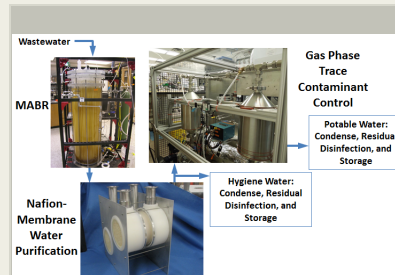 Wastewater
Gas Phase
Trace
Contaminant
Control
MABR
Potable Water:
Condense, Residual
Disinfection, and
Storage
Hygiene Water:
Condense, Residual
Disinfection, and
Storage
Nafion-
Membrane
Water
Purification